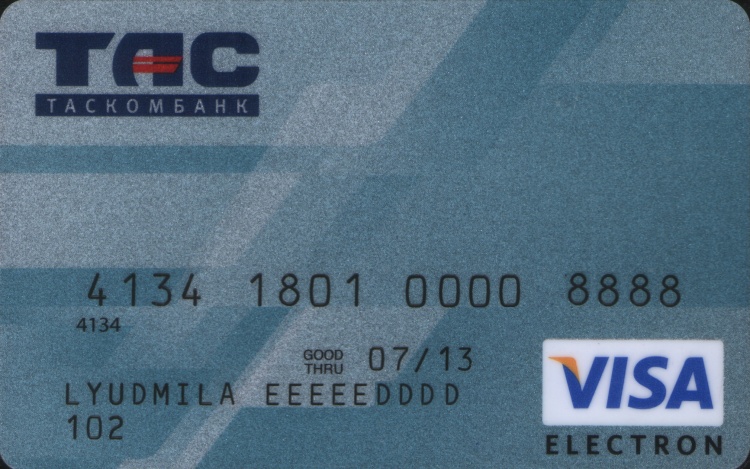 ТАС
ТАСКОМБАНК
4134 1801 0000 8888
4134
GOOD THRU 07/13
LYUDMILA EEEEEDDDD
102
VISA
ELECTRON